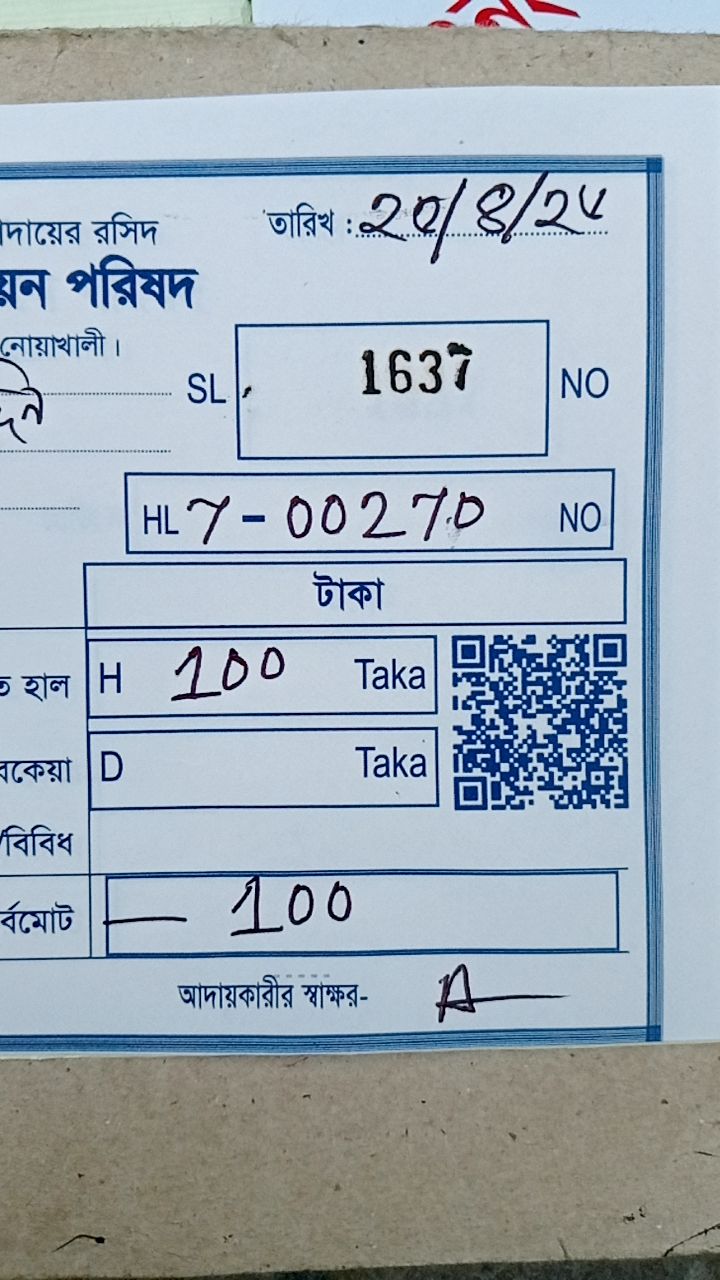 তারিখ : 20/8/24
দায়ের রসিদ
য়ন পরিষদ
নোয়াখালী।
SL 1637 NO
HL 7-00270 NO
টাকা
হাল H 100 Taka
বকেয়া D Taka
/বিবিধ
র্বমোট — 100
আদায়কারীর স্বাক্ষর-